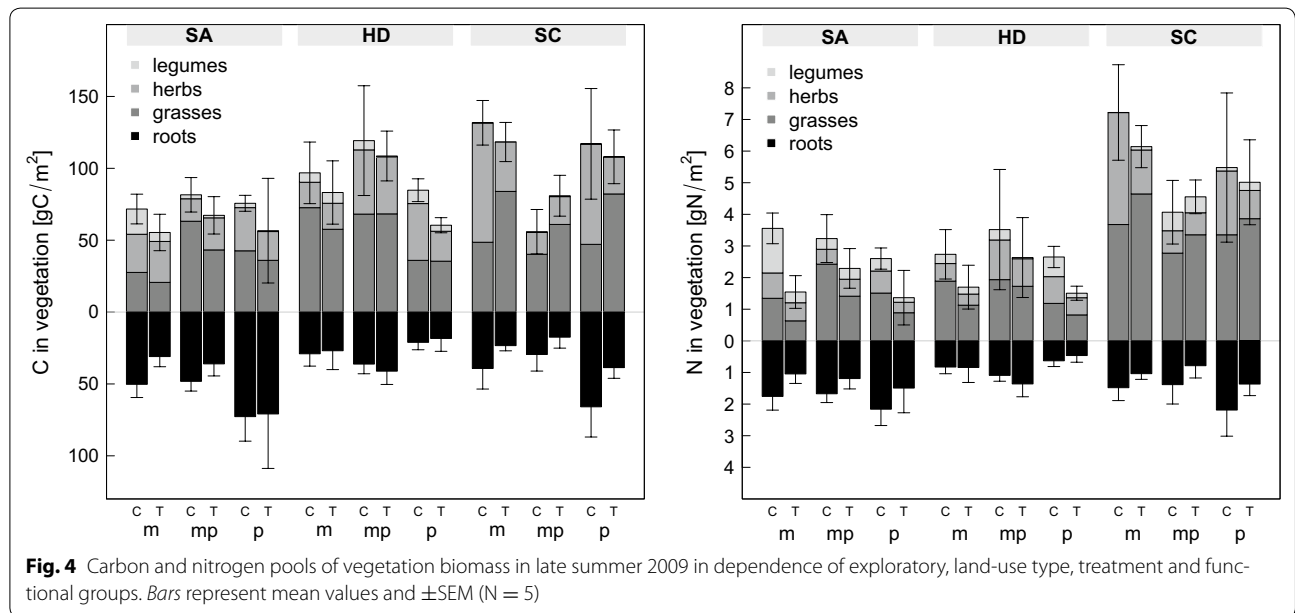 SA HD SC
legumes
herbs
grasses
roots
C in vegetation [gC/m²]
150
100
50
0
50
100
C T C T C T C T C T C T C T C T C T
m mp p m mp p m mp p
SA HD SC
legumes
herbs
grasses
roots
N in vegetation [gN/m²]
8
7
6
5
4
3
2
1
0
1
2
3
4
C T C T C T C T C T C T C T C T C T
m mp p m mp p m mp p
Fig. 4 Carbon and nitrogen pools of vegetation biomass in late summer 2009 in dependence of exploratory, land-use type, treatment and func-
tional groups. Bars represent mean values and ±SEM (N = 5)